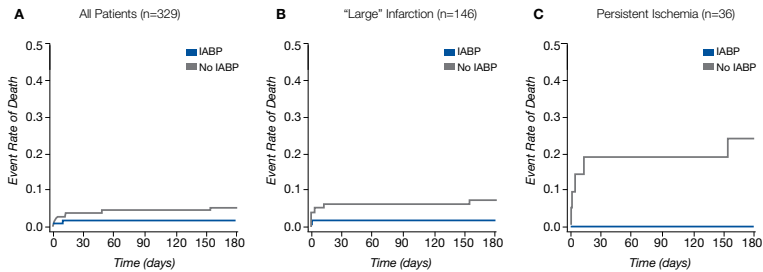 A
All Patients (n=329)
Event Rate of Death
0.5
0.4
0.3
0.2
0.1
0.0
IABP
No IABP
0 30 60 90 120 150 180
Time (days)
B
“Large” Infarction (n=146)
Event Rate of Death
0.5
0.4
0.3
0.2
0.1
0.0
IABP
No IABP
0 30 60 90 120 150 180
Time (days)
C
Persistent Ischemia (n=36)
Event Rate of Death
0.5
0.4
0.3
0.2
0.1
0.0
IABP
No IABP
0 30 60 90 120 150 180
Time (days)